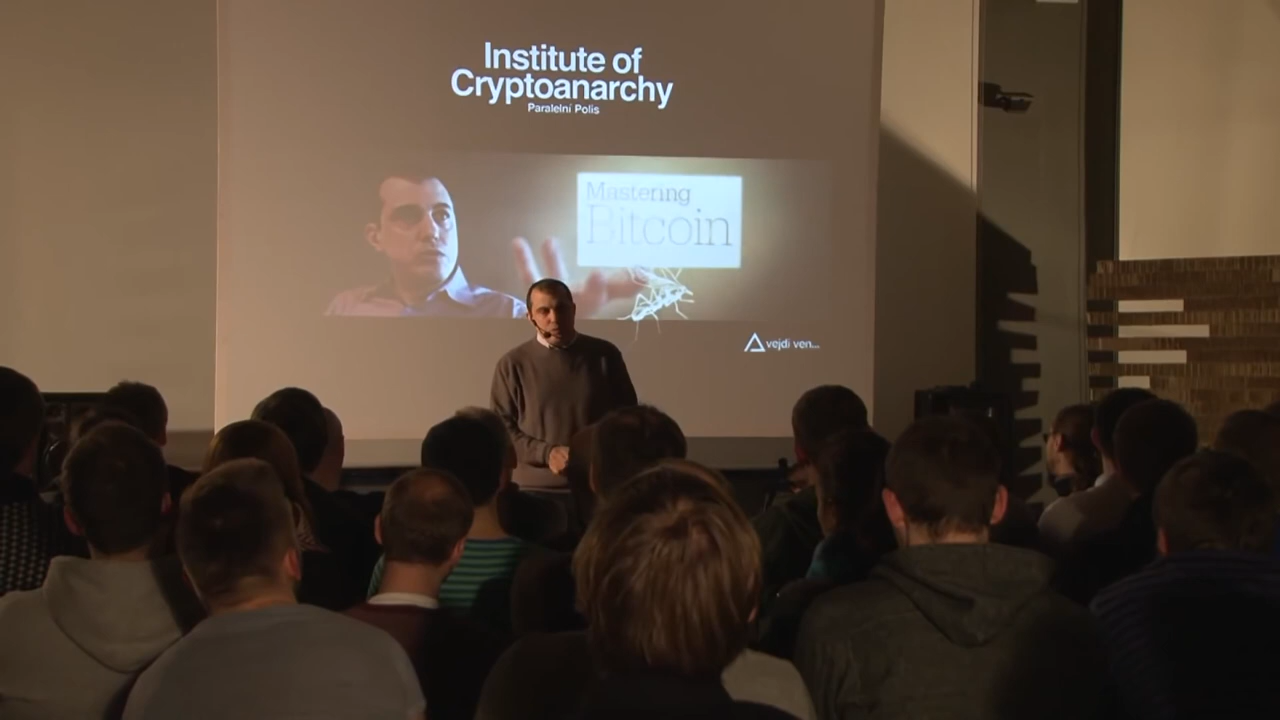 Institute of
Cryptoanarchy
Paralelní Polis
Mastering
Bitcoin
vejdi ven...